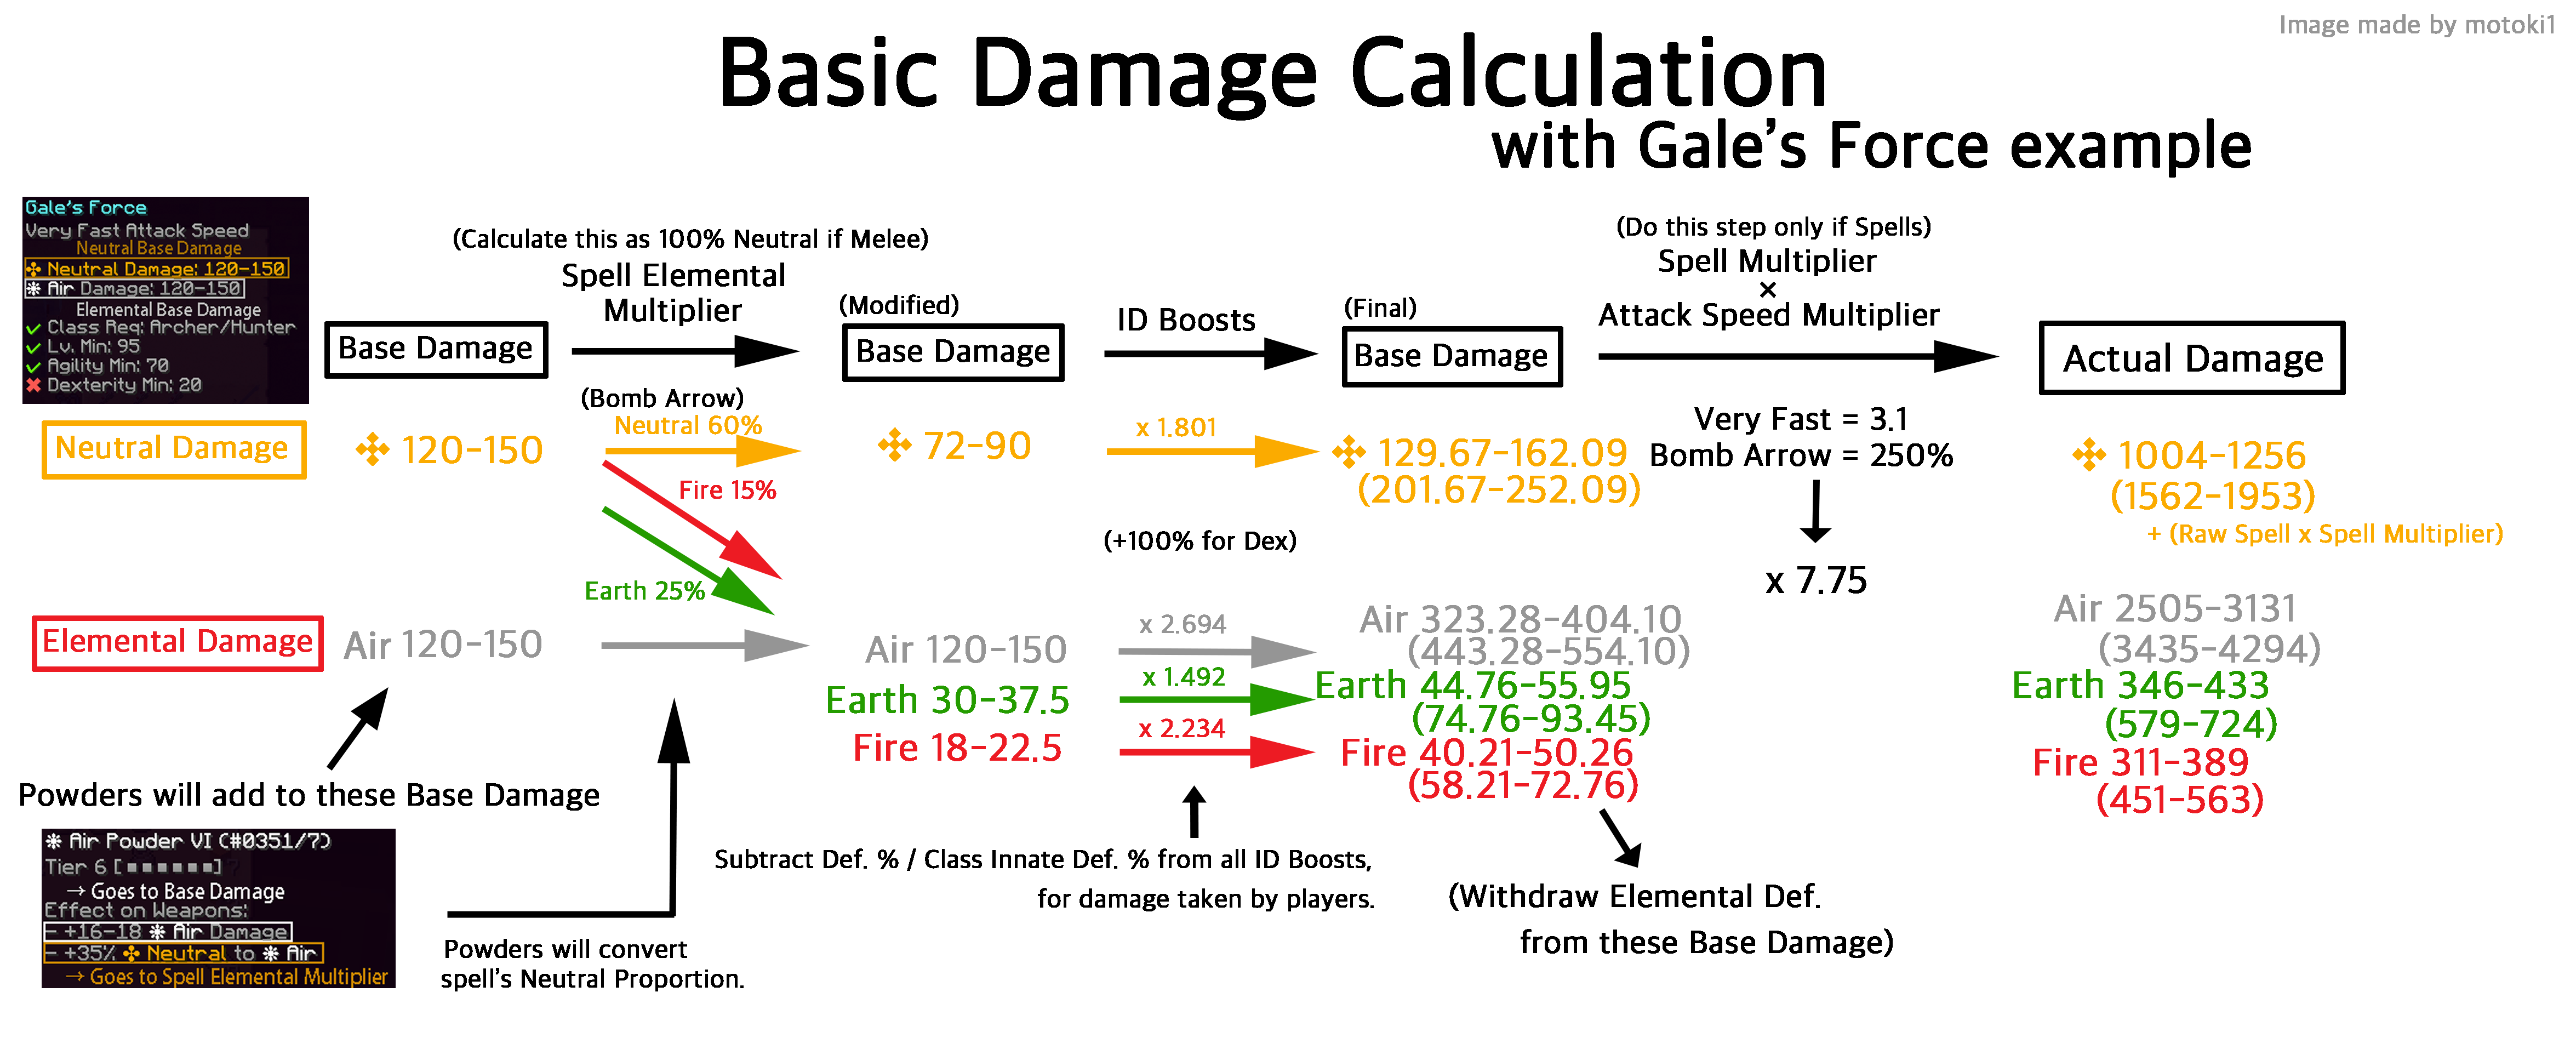 Image made by motoki1
Basic Damage Calculation
with Gale's Force example
Gale's Force
Very Fast Attack Speed
Neutral Base Damage
Neutral Damage: 120-150
Air Damage: 120-150
Elemental Base Damage
Class Req: Archer/Hunter
Lv. Min: 95
Agility Min: 70
Dexterity Min: 20
Base Damage
(Calculate this as 100% Neutral if Melee)
Spell Elemental
Multiplier
(Modified)
Base Damage
ID Boosts
(Final)
Base Damage
(Do this step only if Spells)
Spell Multiplier
×
Attack Speed Multiplier
Actual Damage
Neutral Damage
120-150
(Bomb Arrow)
Neutral 60%
Fire 15%
Earth 25%
72-90
x 1.801
129.67-162.09
(201.67-252.09)
Very Fast = 3.1
Bomb Arrow = 250%
x 7.75
1004-1256
(1562-1953)
+ (Raw Spell x Spell Multiplier)
(+100% for Dex)
Elemental Damage
Air 120-150
Air 120-150
Earth 30-37.5
Fire 18-22.5
x 2.694
x 1.492
x 2.234
Air 323.28-404.10
(443.28-554.10)
Earth 44.76-55.95
(74.76-93.45)
Fire 40.21-50.26
(58.21-72.76)
Air 2505-3131
(3435-4294)
Earth 346-433
(579-724)
Fire 311-389
(451-563)
Powders will add to these Base Damage
Air Powder VI (#0351/7)
Tier 6 [▪▪▪▪▪▪]
→ Goes to Base Damage
Effect on Weapons:
- +16-18 Air Damage
- +35% Neutral to Air
→ Goes to Spell Elemental Multiplier
Powders will convert
spell's Neutral Proportion.
Subtract Def. % / Class Innate Def. % from all ID Boosts,
for damage taken by players.
(Withdraw Elemental Def.
from these Base Damage)